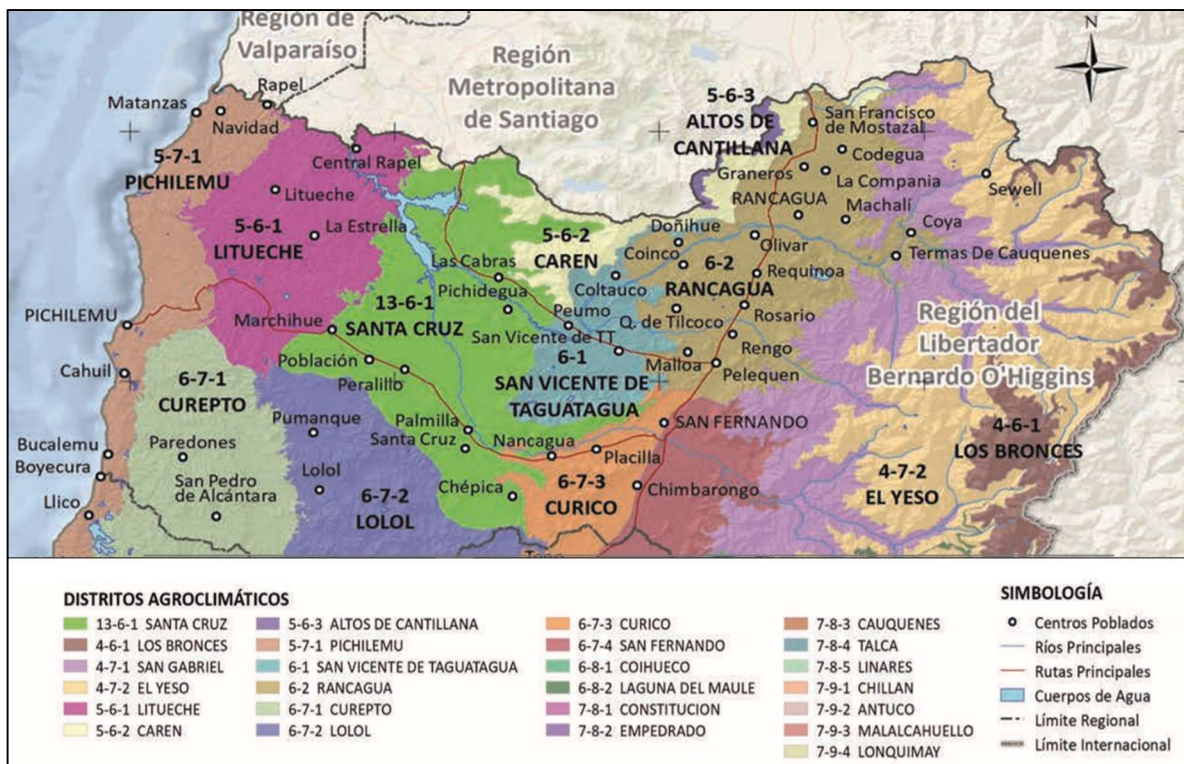 Región de
Valparaíso
Región
Metropolitana
de Santiago
N
Rapel
Matanzas
Navidad
5-7-1
PICHILEMU
Central Rapel
Litueche
La Estrella
5-6-1
LITUECHE
5-6-3
ALTOS DE
CANTILLANA
San Francisco
de Mostazal
Codegua
Graneros
La Compania
RANCAGUA
Machalí
Sewell
Coya
Termas De Cauquenes
Doñihue
Coinco
Olivar
5-6-2
CAREN
6-2
RANCAGUA
Requinoa
Coltauco
Las Cabras
Pichidegua
Peumo
Q. de Tilcoco
Rosario
13-6-1
SANTA CRUZ
San Vicente de TT
PICHILEMU
Marchihue
6-1
SAN VICENTE DE
TAGUATAGUA
Malloa
Rengo
Pelequen
Región del
Libertador
Bernardo O'Higgins
Población
Peralillo
Cahuil
6-7-1
CUREPTO
Pumanque
Palmilla
Santa Cruz
Nancagua
SAN FERNANDO
Placilla
4-6-1
LOS BRONCES
4-7-2
EL YESO
Bucalemu
Boyecura
Paredones
San Pedro
de Alcántara
Lolol
Llico
6-7-2
LOLOL
Chépica
6-7-3
CURICO
Chimbarongo
DISTRITOS AGROCLIMÁTICOS
13-6-1 SANTA CRUZ
4-6-1 LOS BRONCES
4-7-1 SAN GABRIEL
4-7-2 EL YESO
5-6-1 LITUECHE
5-6-2 CAREN
5-6-3 ALTOS DE CANTILLANA
5-7-1 PICHILEMU
6-1 SAN VICENTE DE TAGUATAGUA
6-2 RANCAGUA
6-7-1 CUREPTO
6-7-2 LOLOL
6-7-3 CURICO
6-7-4 SAN FERNANDO
6-8-1 COIHUECO
6-8-2 LAGUNA DEL MAULE
7-8-1 CONSTITUCION
7-8-2 EMPEDRADO
7-8-3 CAUQUENES
7-8-4 TALCA
7-8-5 LINARES
7-9-1 CHILLAN
7-9-2 ANTUCO
7-9-3 MALALCAHUELLO
7-9-4 LONQUIMAY
SIMBOLOGÍA
Centros Poblados
Ríos Principales
Rutas Principales
Cuerpos de Agua
Límite Regional
Límite Internacional